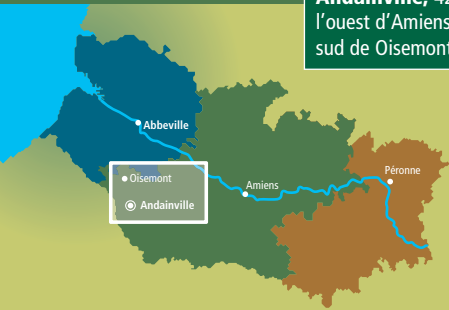 Andainville, 42
l'ouest d'Amiens
sud de Oisemont
Abbeville
Oisemont
Andainville
Amiens
Péronne